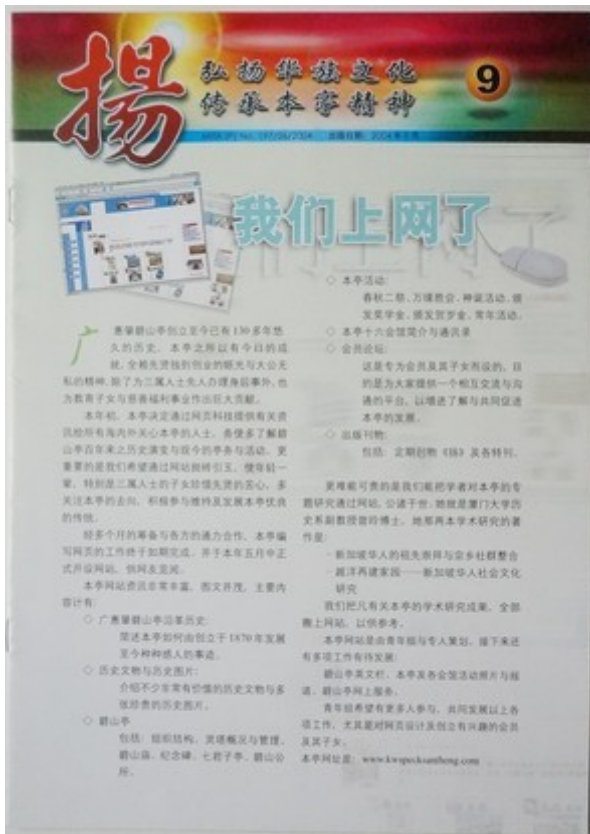 揚
弘扬华族文化
传承本亭精神
9
MITA (P) No. 197/06/2004 出版日期: 2004年8月
我们上网了
广惠肇碧山亭创立至今已有130多年悠
久的历史。本亭之所以有今日的成
就,全赖先贤独到创业的眼光与大公无
私的精神,除了为三属人士先人办理身后事外,也
为教育子女与慈善福利事业作出巨大贡献。
本年初,本亭决定通过网页科技提供有关资
讯给所有海内外关心本亭的人士,务使多了解碧
山亭百年来之历史演变与现今的亭务与活动。更
重要的是我们希望通过网站抛砖引玉,使年轻一
辈,特别是三属人士的子女珍惜先贤的苦心,多
关注本亭的去向,积极参与维持及发展本亭优良
的传统。
经多个月的筹备与各方的通力合作,本亭编
写网页的工作终于如期完成,并于本年五月中正
式开设网站,供网友览阅。
本亭网站资讯非常丰富,图文并茂,主要内
容计有:
◇ 广惠肇碧山亭沿革历史:
简述本亭如何由创立于1870年发展
至今种种感人的事迹。
◇ 历史文物与历史图片:
介绍不少非常有价值的历史文物与多
张珍贵的历史图片。
◇ 碧山亭
包括:组织结构、灵塔概况与管理、
碧山庙、纪念碑、七君子亭、碧山公
所。
◇ 本亭活动:
春秋二祭、万缘胜会、神诞活动、颁
发奖学金、颁发贺岁金、常年活动。
◇ 本亭十六会馆简介与通讯录
◇ 会员论坛:
这是专为会员及其子女而设的,目
的是为大家提供一个相互交流与沟
通的平台,以增进了解与共同促进
本亭的发展。
◇ 出版刊物:
包括:定期刊物《扬》及各特刊。
更难能可贵的是我们能把学者对本亭的专
题研究通过网站,公诸于世。她就是厦门大学历
史系副教授曾玲博士。她那两本学术研究的著
作是:
- 新加坡华人的祖先崇拜与宗乡社群整合
- 越洋再建家园——新加坡华人社会文化
研究
我们把凡有关本亭的学术研究成果,全部
搬上网站,以供参考。
本亭网站是由青年组与专人策划,接下来还
有多项工作有待发展:
碧山亭英文栏、本亭及各会馆活动照片与报
道、碧山亭网上服务。
青年组希望有更多人参与,共同发展以上各
项工作,尤其是对网页设计及创立有兴趣的会员
及其子女。
本亭网址是:www.kwspecksantheng.com